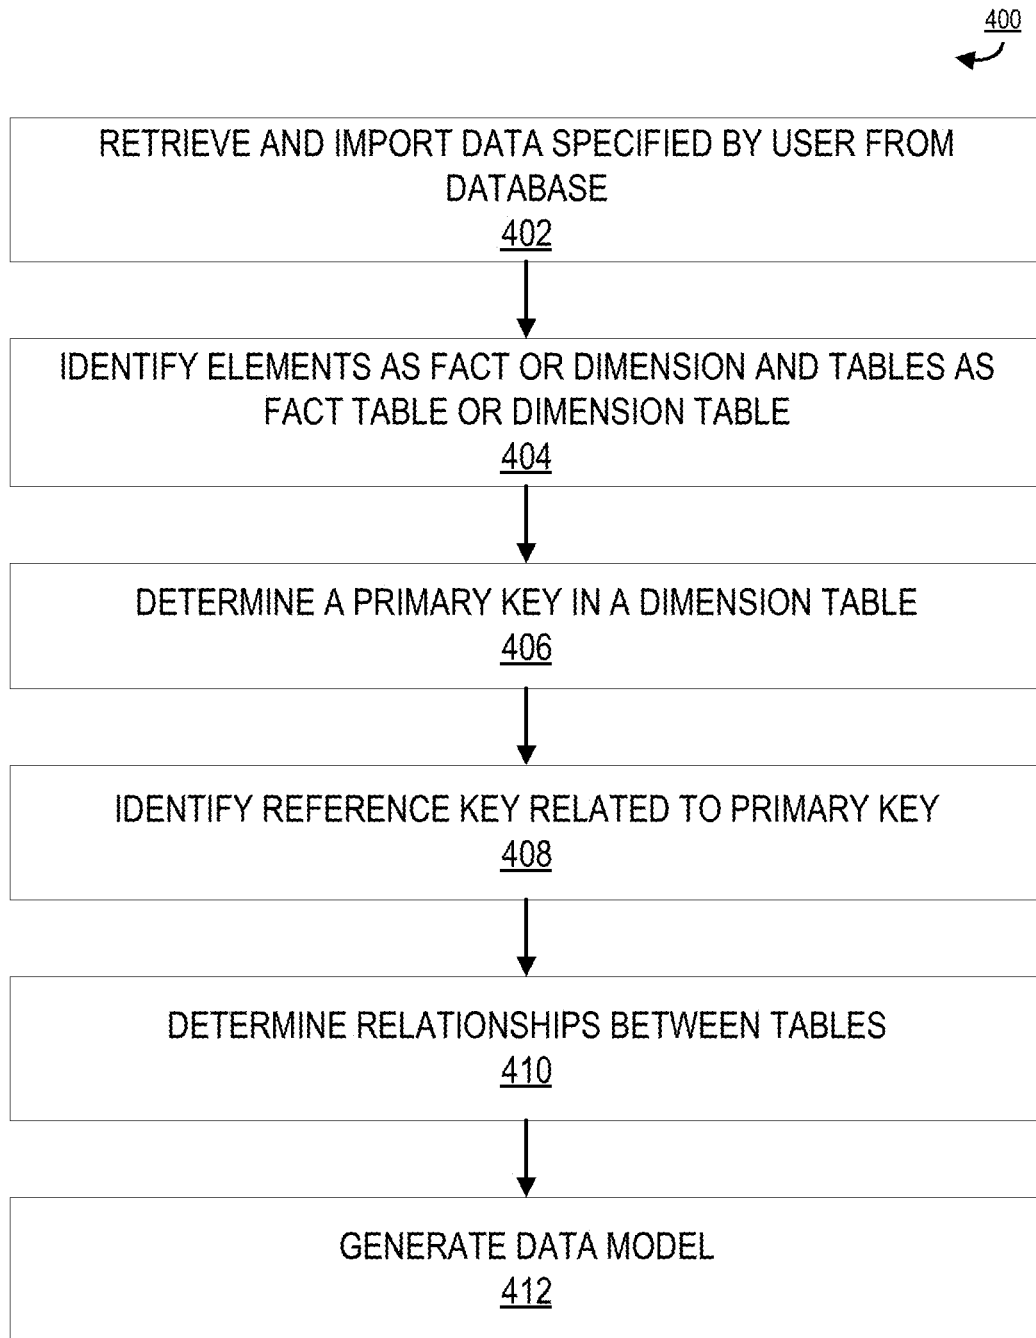 400
RETRIEVE AND IMPORT DATA SPECIFIED BY USER FROM
DATABASE
402
IDENTIFY ELEMENTS AS FACT OR DIMENSION AND TABLES AS
FACT TABLE OR DIMENSION TABLE
404
DETERMINE A PRIMARY KEY IN A DIMENSION TABLE
406
IDENTIFY REFERENCE KEY RELATED TO PRIMARY KEY
408
DETERMINE RELATIONSHIPS BETWEEN TABLES
410
GENERATE DATA MODEL
412